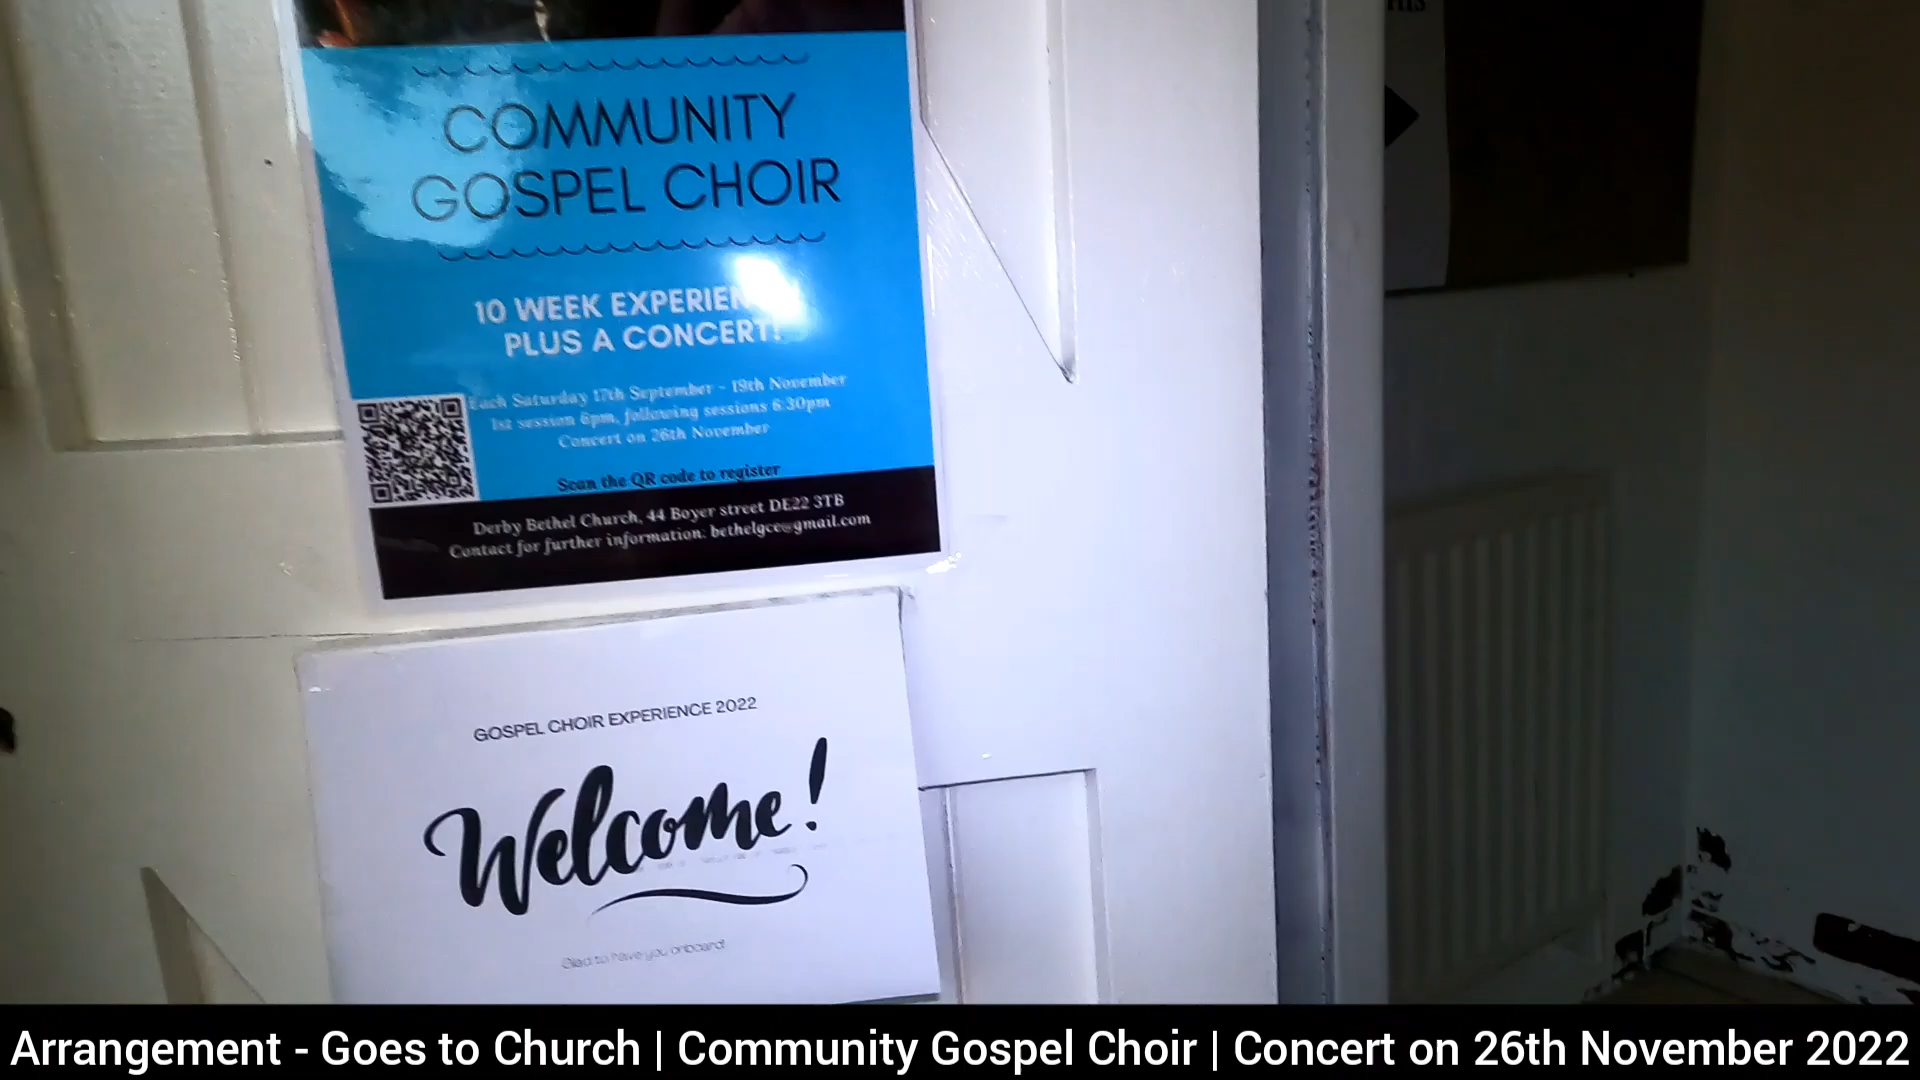 HIS
COMMUNITY
GOSPEL CHOIR
10 WEEK EXPERIEN
PLUS A CONCERT!
Each Saturday 17th September - 19th November
1st session 6pm, following sessions 6:30pm
Concert on 26th November
Scan the QR code to register
Derby Bethel Church, 44 Boyer street DE22 3TB
Contact for further information: bethelgce@gmail.com
GOSPEL CHOIR EXPERIENCE 2022
Welcome!
Glad to have you onboard!
Arrangement - Goes to Church | Community Gospel Choir | Concert on 26th November 2022